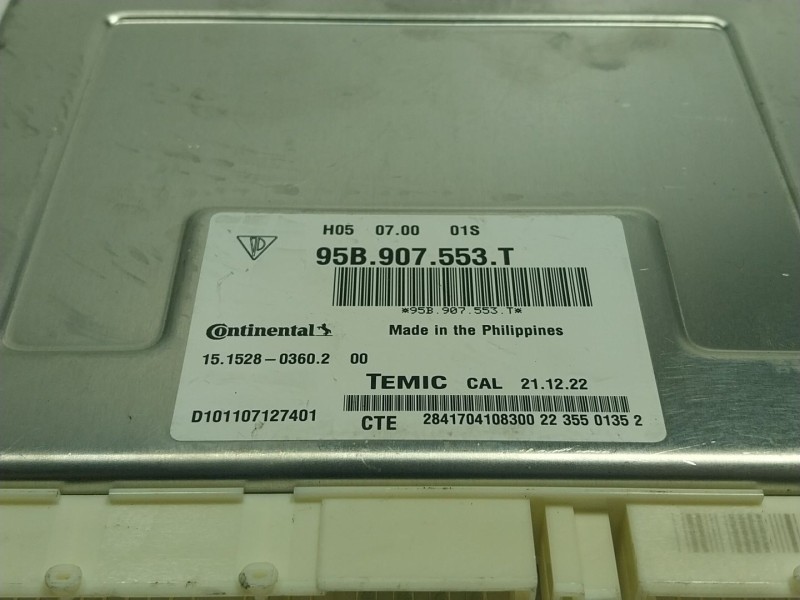 H05 07.00 01S
95B.907.553.T
*95B.907.553.T*
Continental
Made in the Philippines
15.1528-0360.2 00
TEMIC CAL 21.12.22
D101107127401
CTE 2841704108300 22 355 0135 2